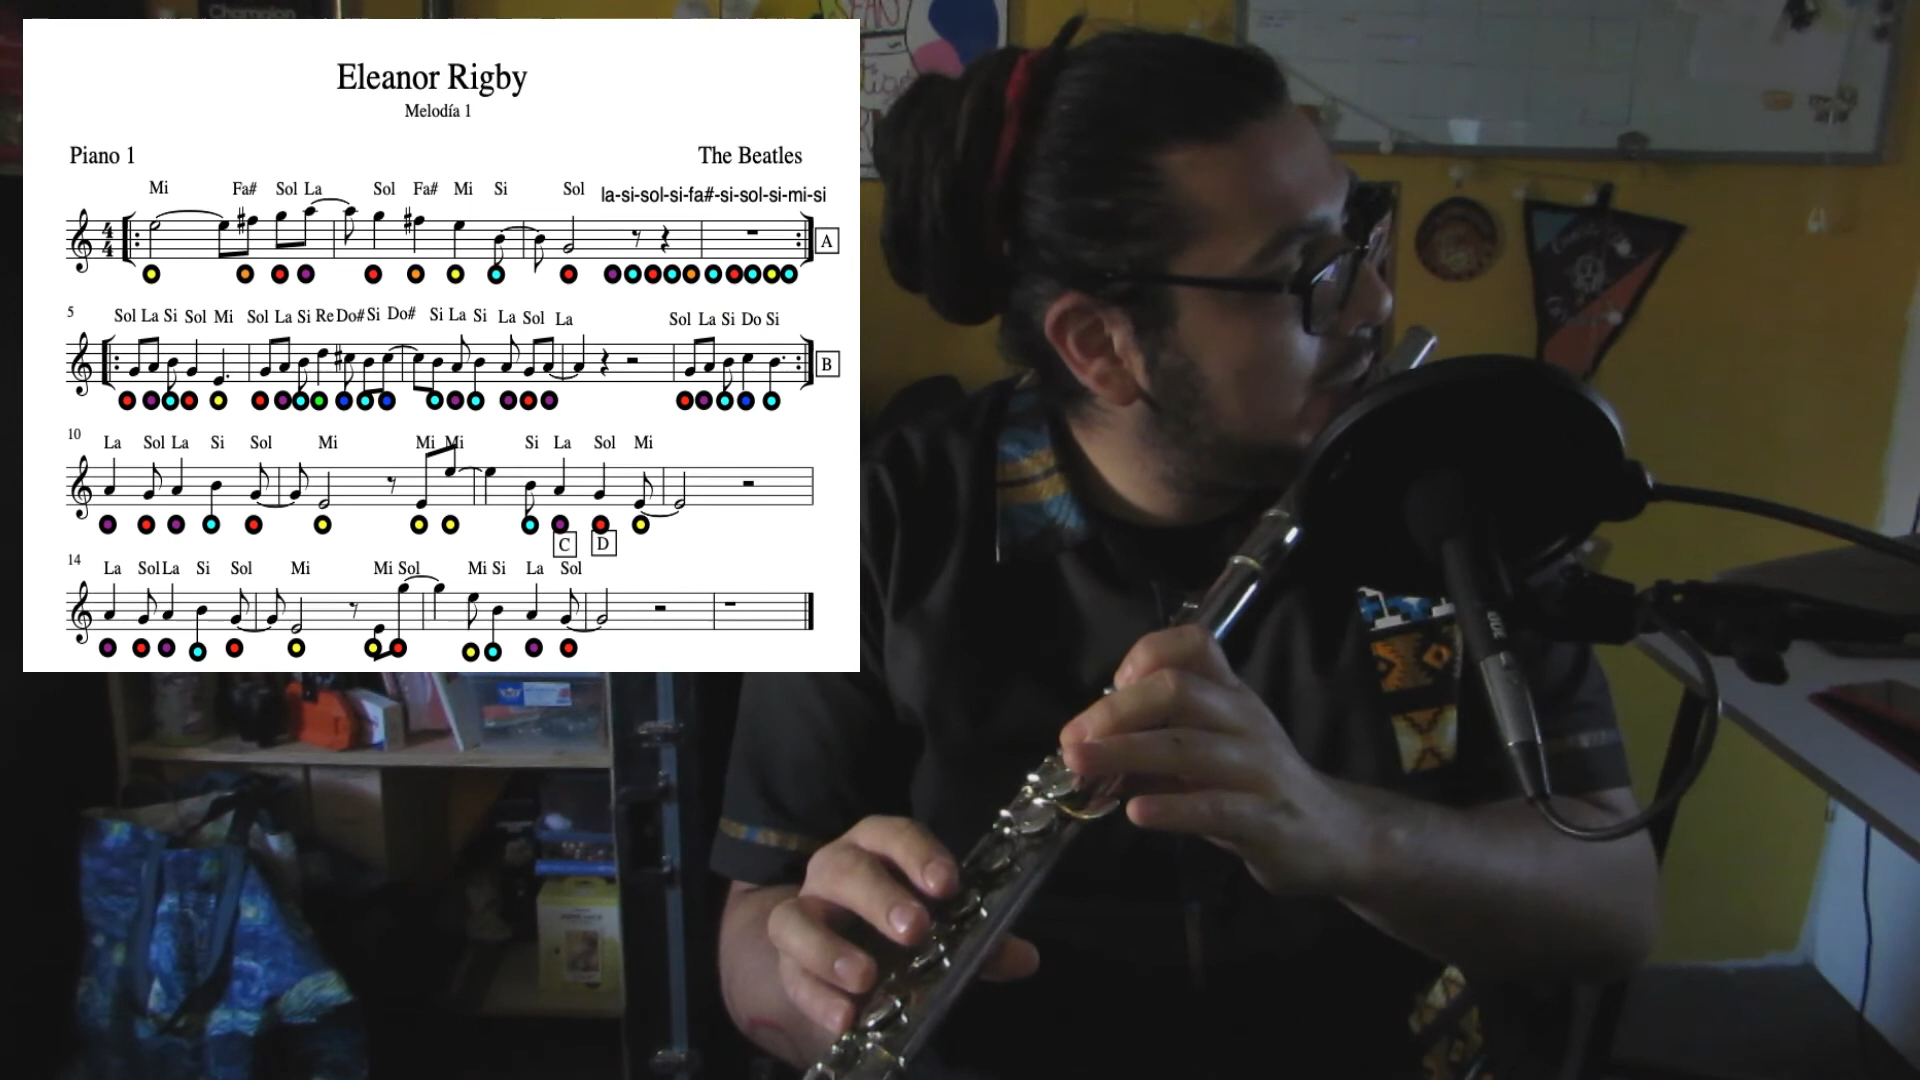 Champion
Eleanor Rigby
Melodía 1
Piano 1
The Beatles
Mi Fa# Sol La Sol Fa# Mi Si Sol la-si-sol-si-fa#-si-sol-si-mi-si
4
4
A
5
Sol La Si Sol Mi Sol La Si Re Do# Si Do# Si La Si La Sol La Sol La Si Do Si
B
10
La Sol La Si Sol Mi Mi Mi Si La Sol Mi
C D
14
La Sol La Si Sol Mi Mi Sol Mi Si La Sol